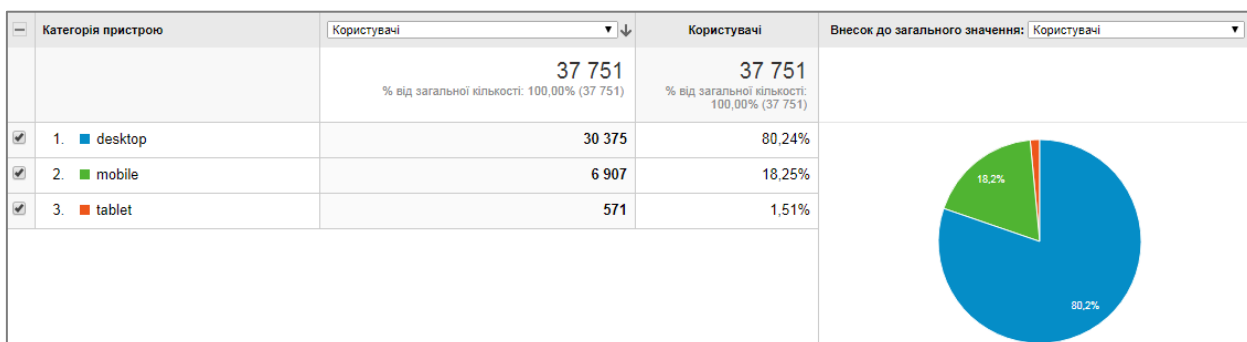 Категорія пристрою Користувачі Користувачі Внесок до загального значення: Користувачі
37 751 37 751
% від загальної кількості: 100,00% (37 751) % від загальної кількості:
100,00% (37 751)
1. desktop 30 375 80,24%
2. mobile 6 907 18,25%
3. tablet 571 1,51%
18,2%
80,2%